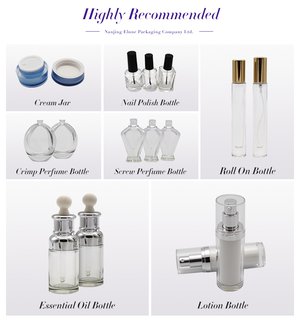 Highly Recommended
Nanjing Ebose Packaging Company Ltd.
Cream Jar
Nail Polish Bottle
Roll On Bottle
Crimp Perfume Bottle
Screw Perfume Bottle
Essential Oil Bottle
Lotion Bottle